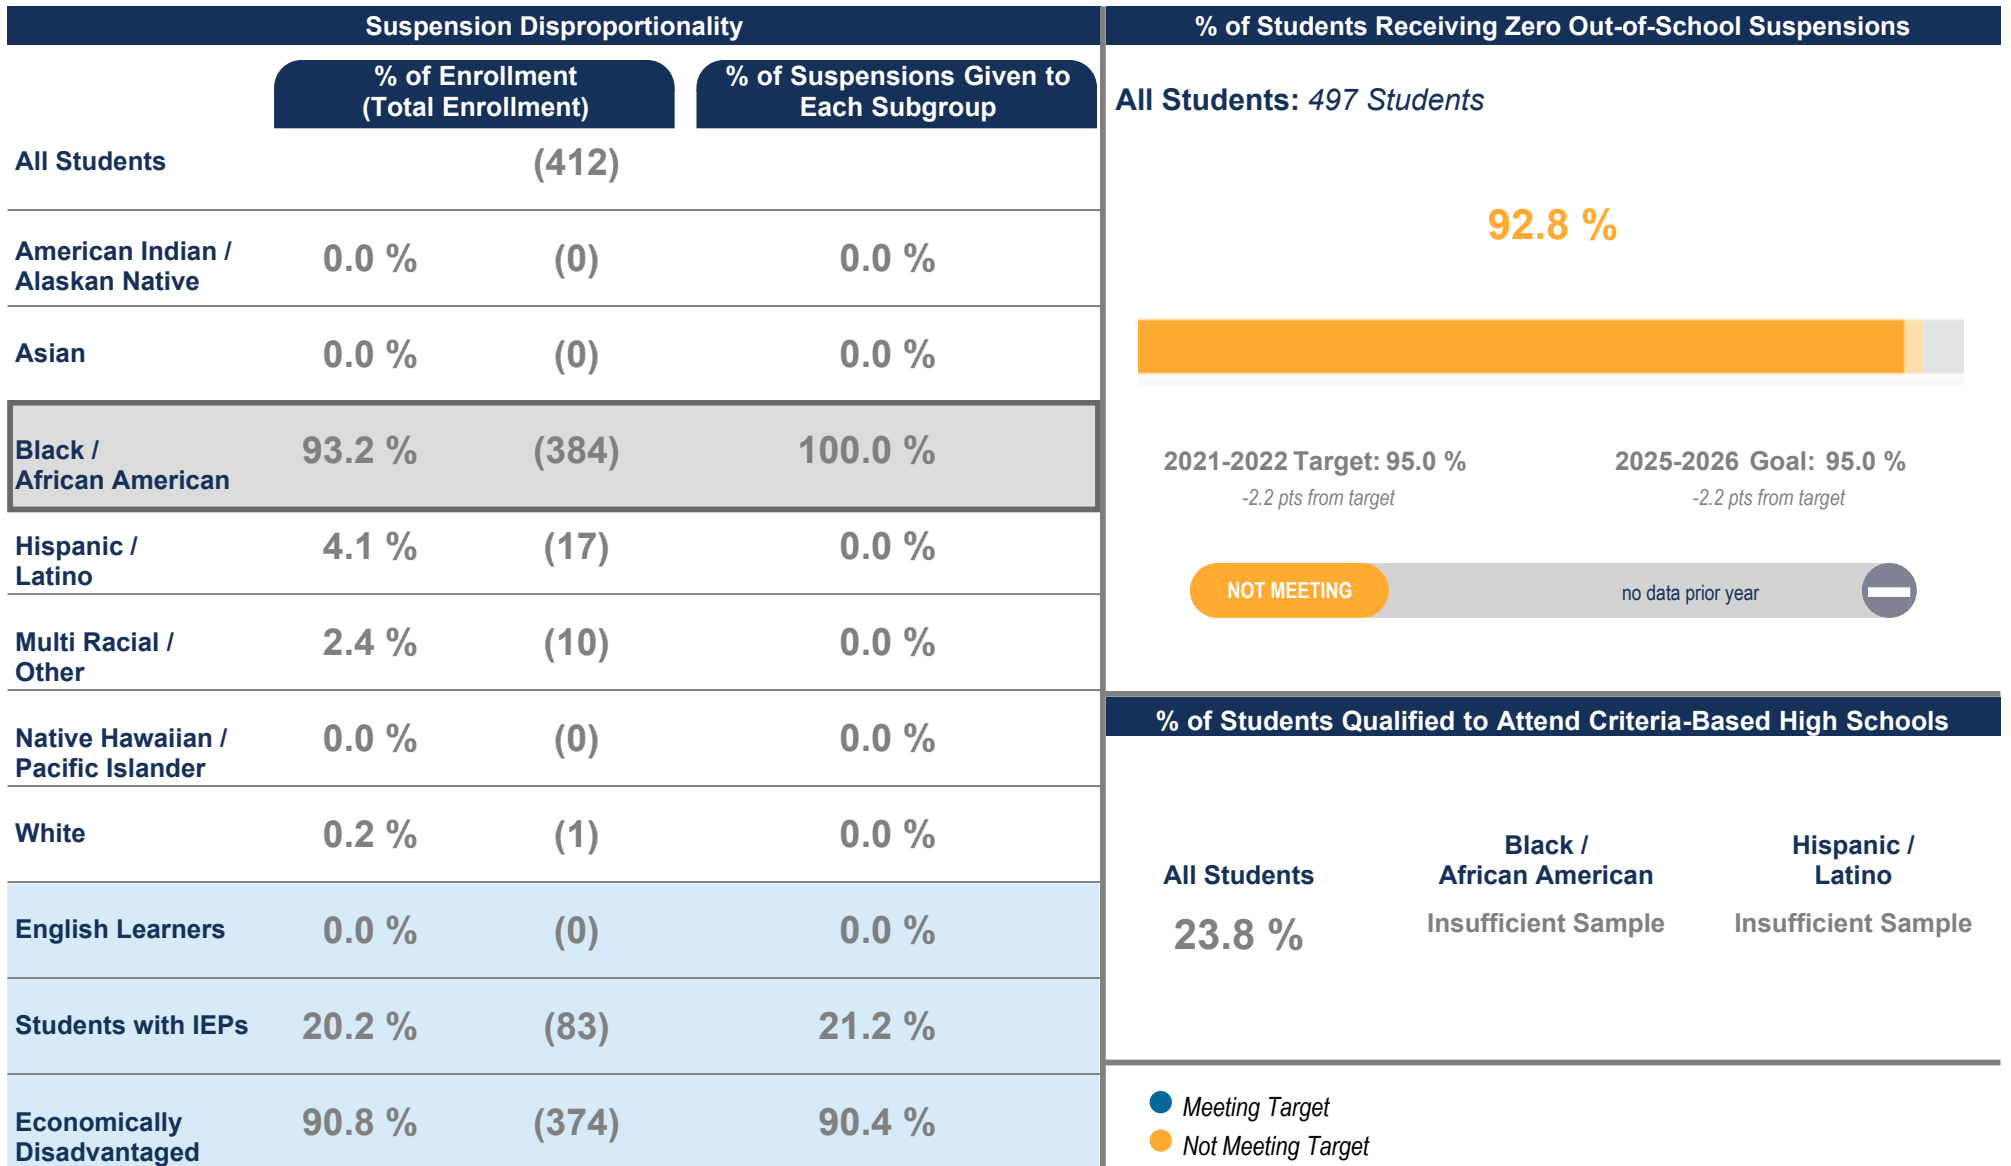 Suspension Disproportionality
% of Enrollment
(Total Enrollment)
% of Suspensions Given to
Each Subgroup
All Students
(412)
American Indian /
Alaskan Native
0.0 %
(0)
0.0 %
Asian
0.0 %
(0)
0.0 %
Black /
African American
93.2 %
(384)
100.0 %
Hispanic /
Latino
4.1 %
(17)
0.0 %
Multi Racial /
Other
2.4 %
(10)
0.0 %
Native Hawaiian /
Pacific Islander
0.0 %
(0)
0.0 %
White
0.2 %
(1)
0.0 %
English Learners
0.0 %
(0)
0.0 %
Students with IEPs
20.2 %
(83)
21.2 %
Economically
Disadvantaged
90.8 %
(374)
90.4 %
% of Students Receiving Zero Out-of-School Suspensions
All Students: 497 Students
92.8 %
2021-2022 Target: 95.0 %
-2.2 pts from target
2025-2026 Goal: 95.0 %
-2.2 pts from target
NOT MEETING
no data prior year
% of Students Qualified to Attend Criteria-Based High Schools
All Students
23.8 %
Black /
African American
Insufficient Sample
Hispanic /
Latino
Insufficient Sample
Meeting Target
Not Meeting Target